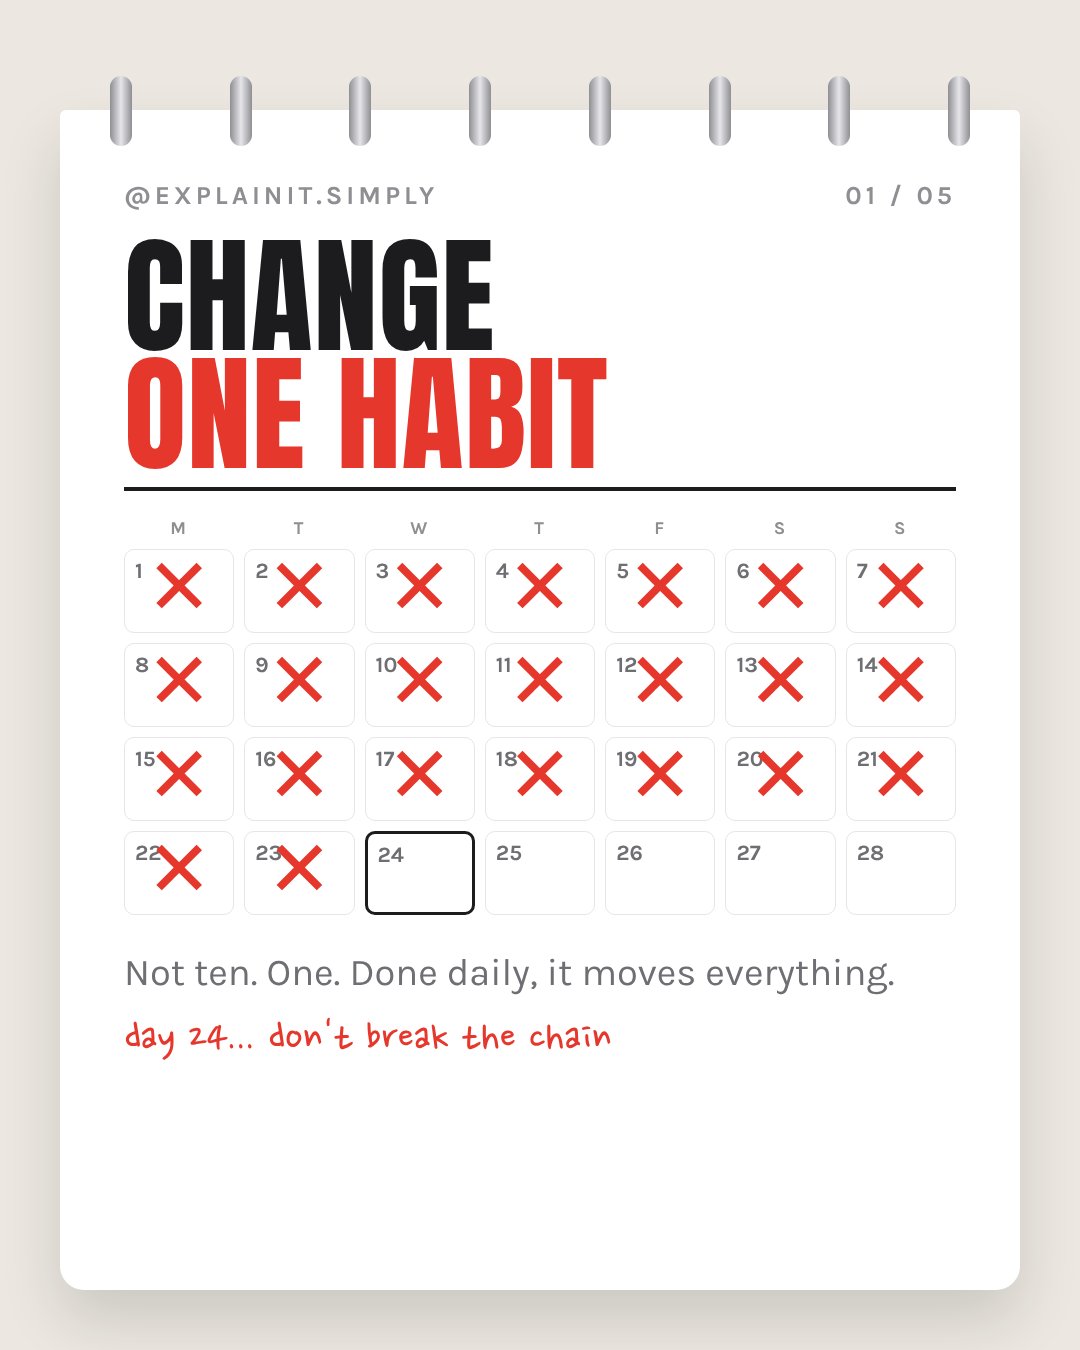 @EXPLAINIT.SIMPLY 01 / 05
CHANGE
ONE HABIT
M T W T F S S
1 2 3 4 5 6 7
8 9 10 11 12 13 14
15 16 17 18 19 20 21
22 23 24 25 26 27 28
Not ten. One. Done daily, it moves everything.
day 24... don't break the chain